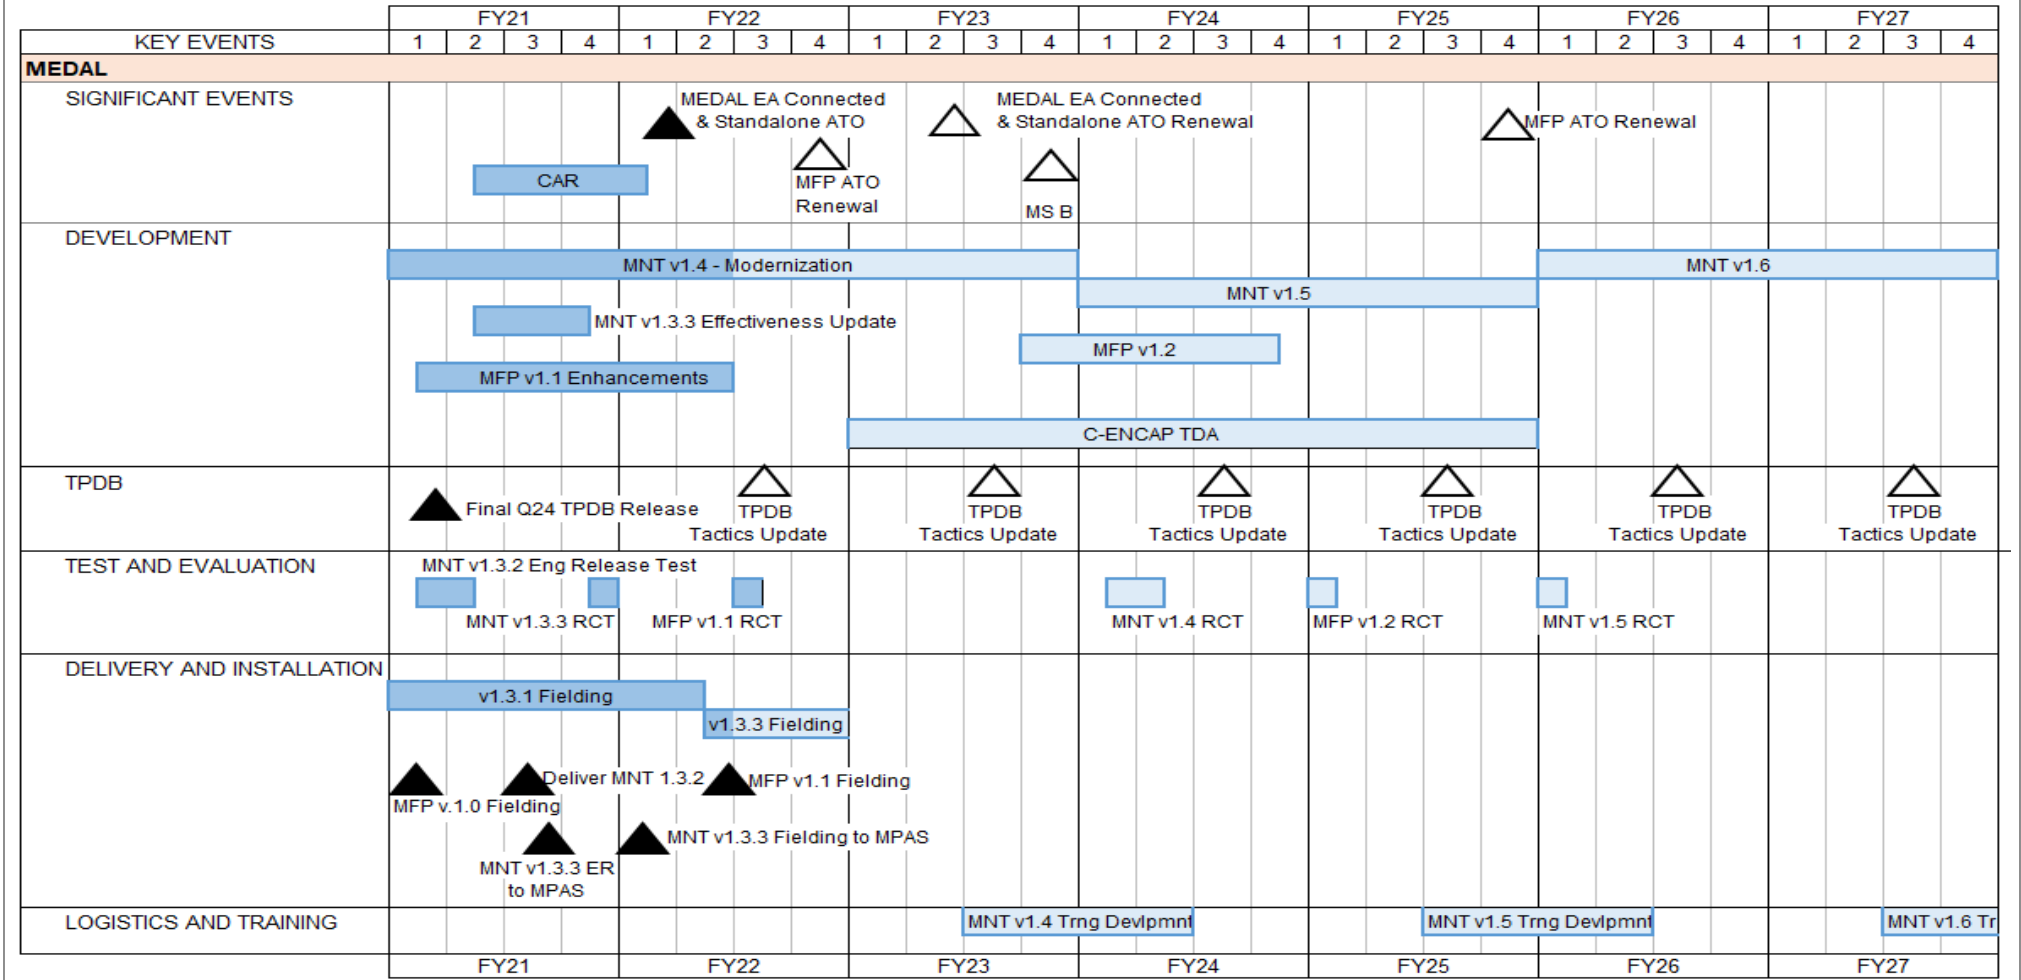 FY21 FY22 FY23 FY24 FY25 FY26 FY27
KEY EVENTS 1 2 3 4 1 2 3 4 1 2 3 4 1 2 3 4 1 2 3 4 1 2 3 4 1 2 3 4
MEDAL
SIGNIFICANT EVENTS
MEDAL EA Connected
& Standalone ATO
MEDAL EA Connected
& Standalone ATO Renewal
MFP ATO Renewal
CAR
MFP ATO
Renewal
MS B
DEVELOPMENT
MNT v1.4 - Modernization
MNT v1.6
MNT v1.5
MNT v1.3.3 Effectiveness Update
MFP v1.2
MFP v1.1 Enhancements
C-ENCAP TDA
TPDB
Final Q24 TPDB Release
TPDB
Tactics Update
TPDB
Tactics Update
TPDB
Tactics Update
TPDB
Tactics Update
TPDB
Tactics Update
TPDB
Tactics Update
TEST AND EVALUATION
MNT v1.3.2 Eng Release Test
MNT v1.3.3 RCT
MFP v1.1 RCT
MNT v1.4 RCT
MFP v1.2 RCT
MNT v1.5 RCT
DELIVERY AND INSTALLATION
v1.3.1 Fielding
v1.3.3 Fielding
Deliver MNT 1.3.2
MFP v1.1 Fielding
MFP v.1.0 Fielding
MNT v1.3.3 Fielding to MPAS
MNT v1.3.3 ER
to MPAS
LOGISTICS AND TRAINING
MNT v1.4 Trng Devlpmnt
MNT v1.5 Trng Devlpmnt
MNT v1.6 Tr
FY21 FY22 FY23 FY24 FY25 FY26 FY27